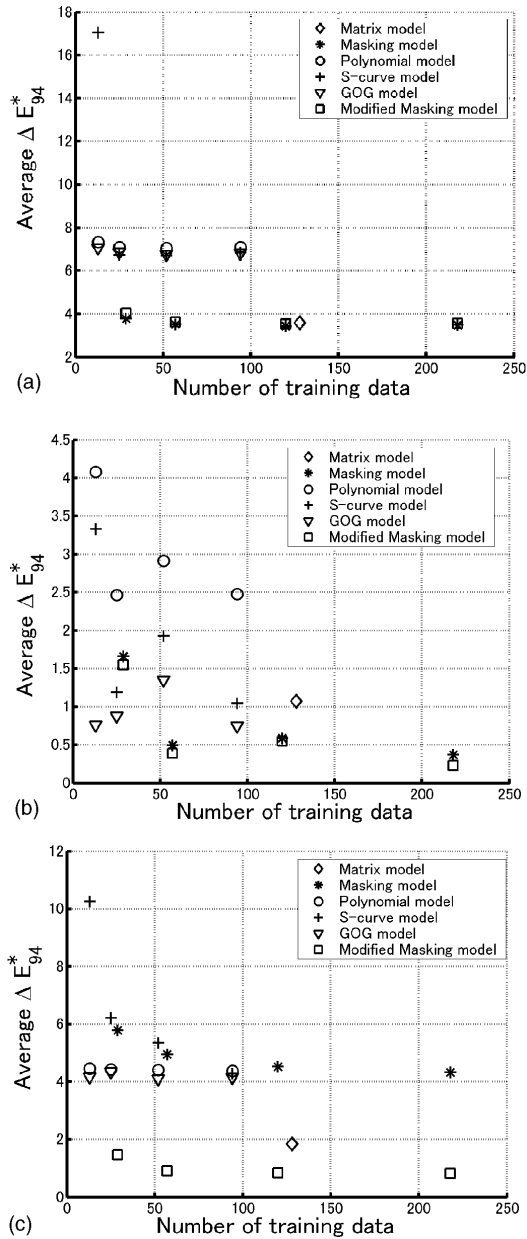 18
16
14
12
10
8
6
4
2
Average Δ E*94
Matrix model
Masking model
Polynomial model
S-curve model
GOG model
Modified Masking model
0 50 100 150 200 250
(a) Number of training data
4.5
4
3.5
3
2.5
2
1.5
1
0.5
0
Average Δ E*94
Matrix model
Masking model
Polynomial model
S-curve model
GOG model
Modified Masking model
0 50 100 150 200 250
(b) Number of training data
12
10
8
6
4
2
0
Average Δ E*94
Matrix model
Masking model
Polynomial model
S-curve model
GOG model
Modified Masking model
0 50 100 150 200 250
(c) Number of training data